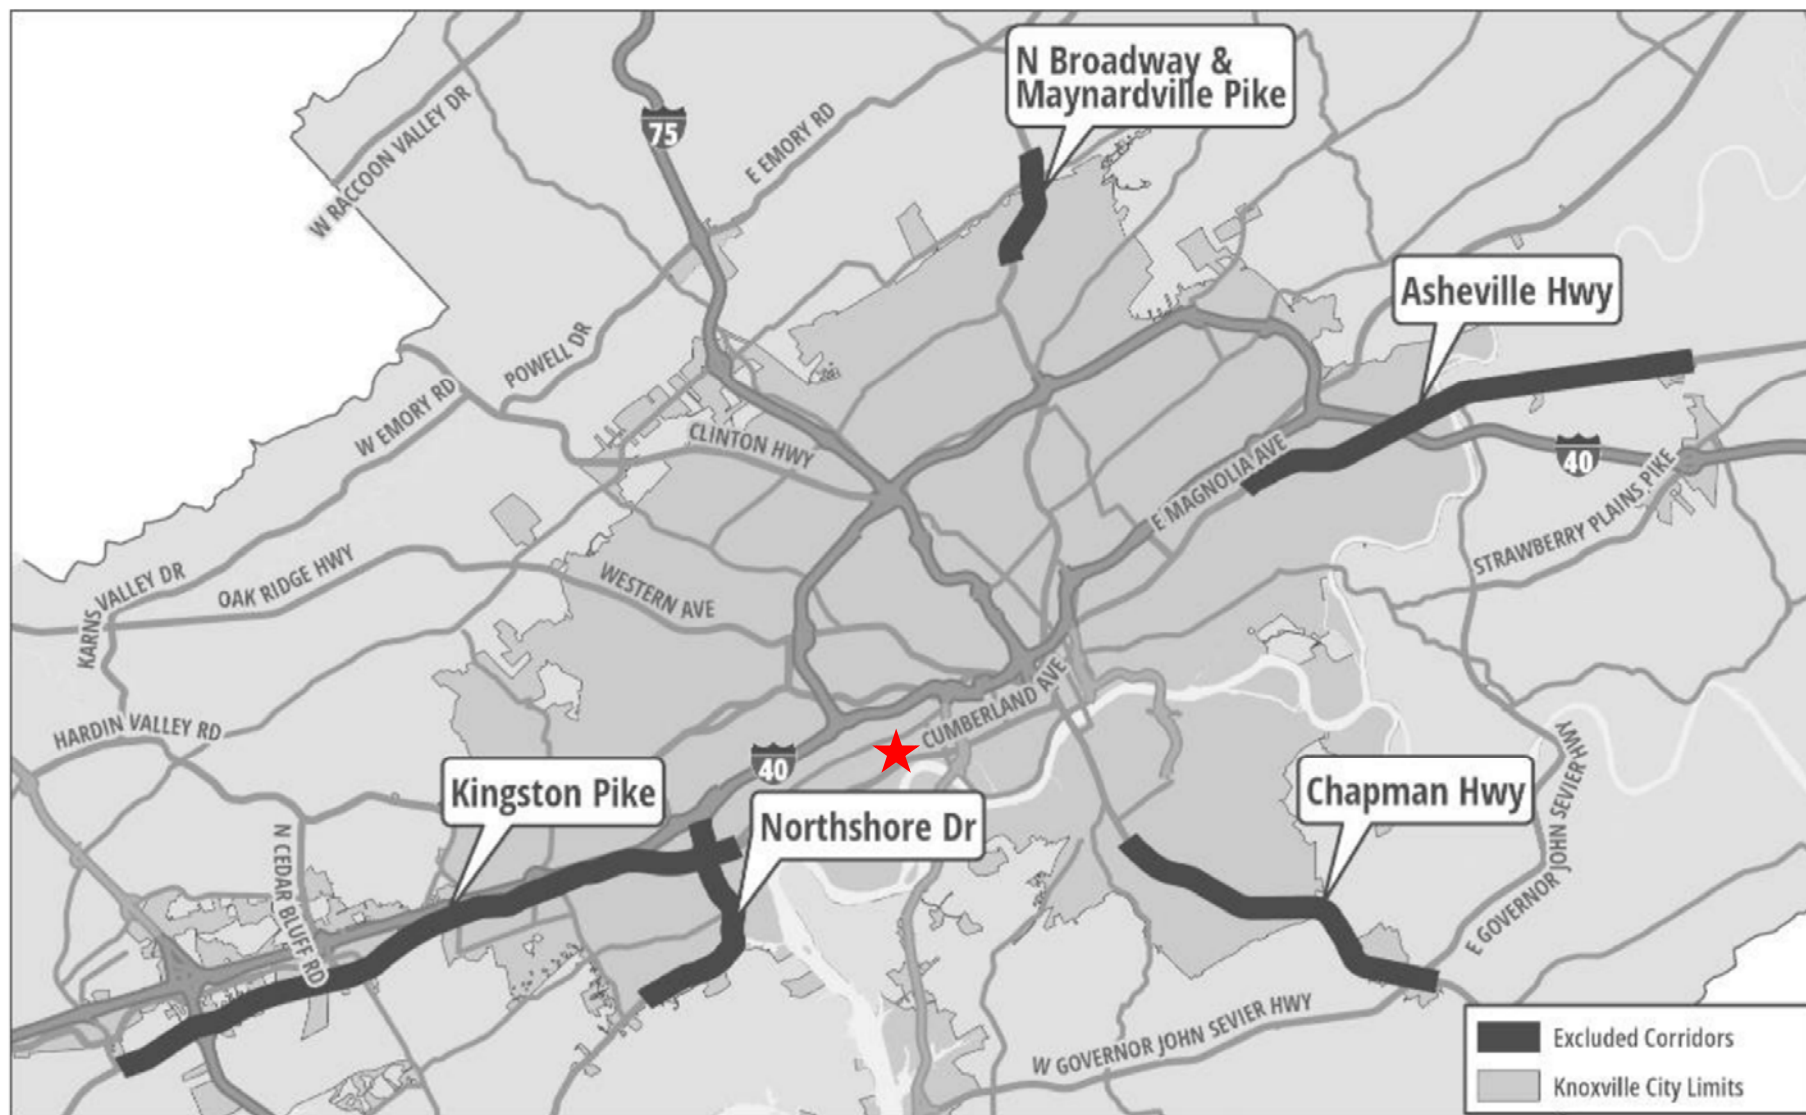 N Broadway &
Maynardville Pike
75
W RACCOON VALLEY DR
E EMORY RD
Asheville Hwy
POWELL DR
W EMORY RD
CLINTON HWY
E MAGNOLIA AVE
40
STRAWBERRY PLAINS PIKE
KARNS VALLEY DR
OAK RIDGE HWY
WESTERN AVE
HARDIN VALLEY RD
CUMBERLAND AVE
40
Kingston Pike
Northshore Dr
Chapman Hwy
N CEDAR BLUFF RD
E GOVERNOR JOHN SEVIER HWY
W GOVERNOR JOHN SEVIER HWY
Excluded Corridors
Knoxville City Limits